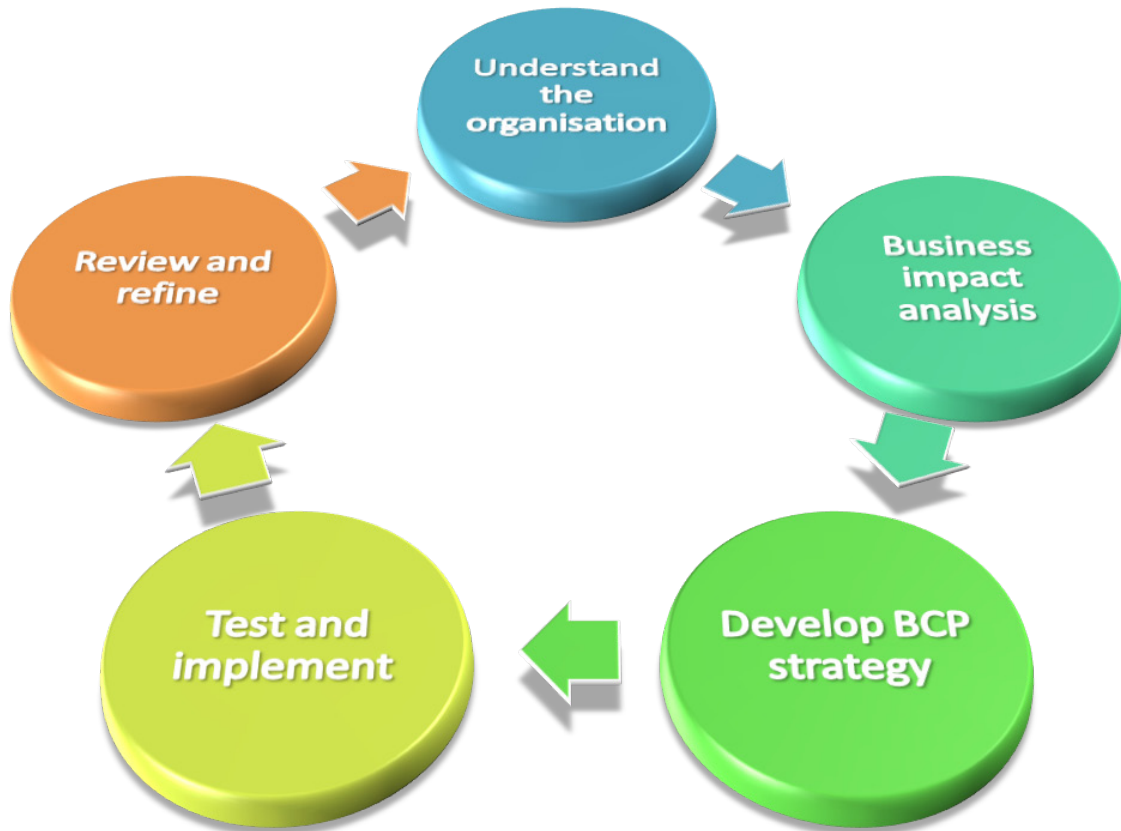 Understand
the
organisation
Business
impact
analysis
Develop BCP
strategy
Test and
implement
Review and
refine